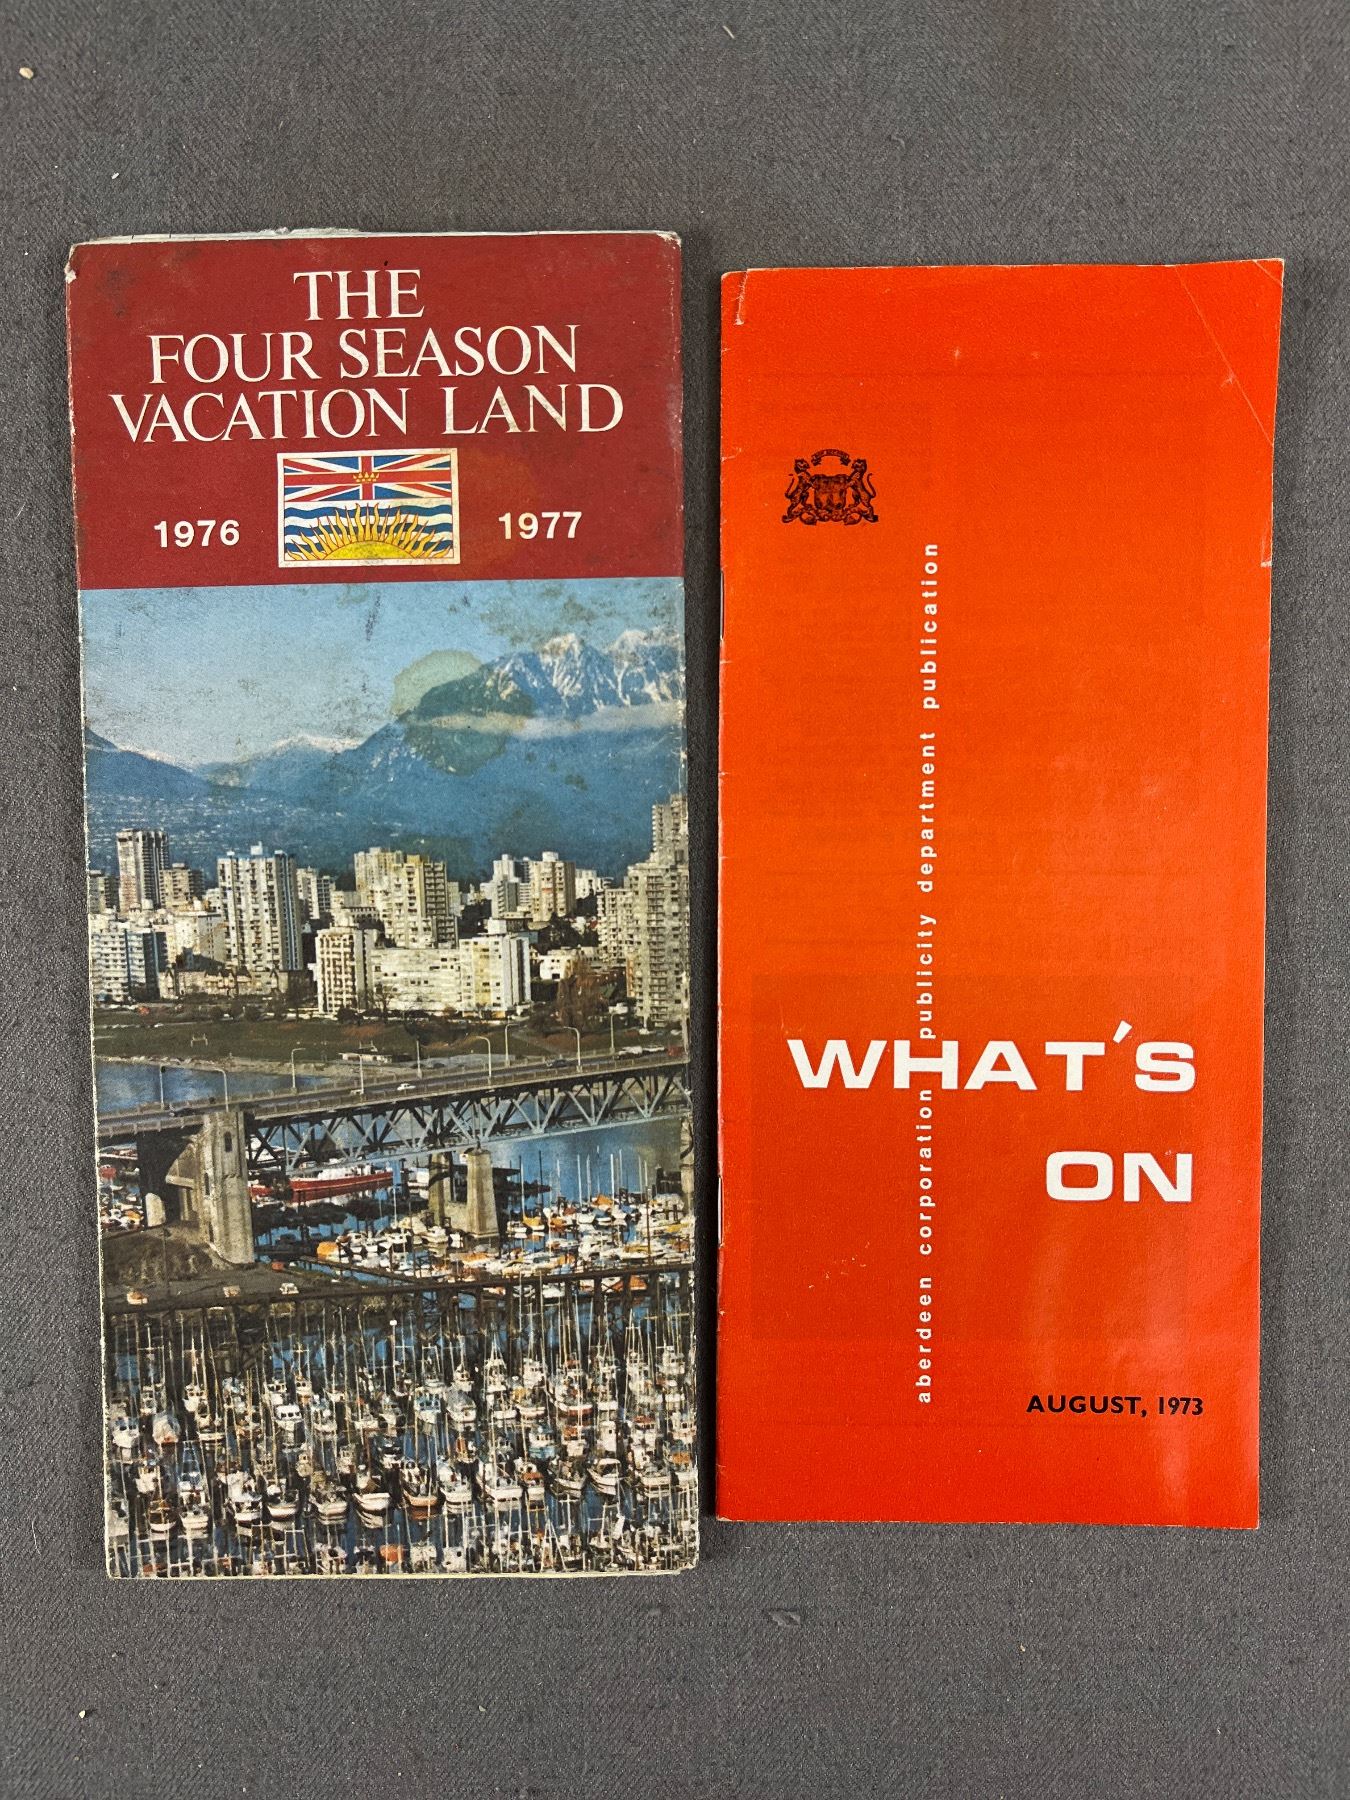 THE
FOUR SEASON
VACATION LAND
1976
1977
aberdeen corporation publicity department publication
WHAT'S
ON
AUGUST, 1973